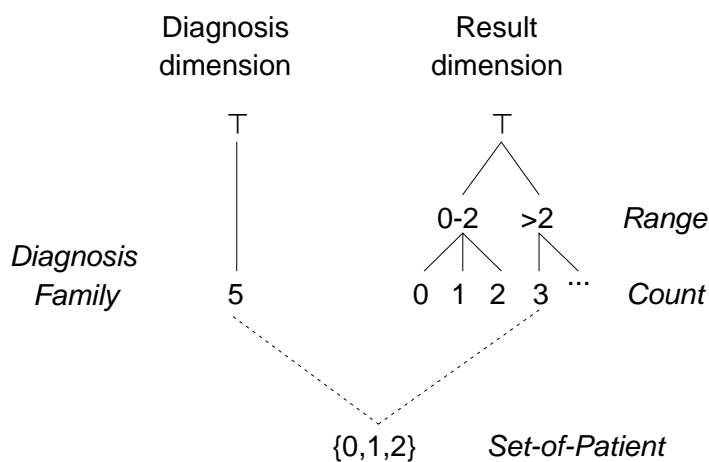 Diagnosis dimension
Result dimension
⊤ ⊤
0-2 >2 Range
Diagnosis Family
5 0 1 2 3 ... Count
{0,1,2} Set-of-Patient